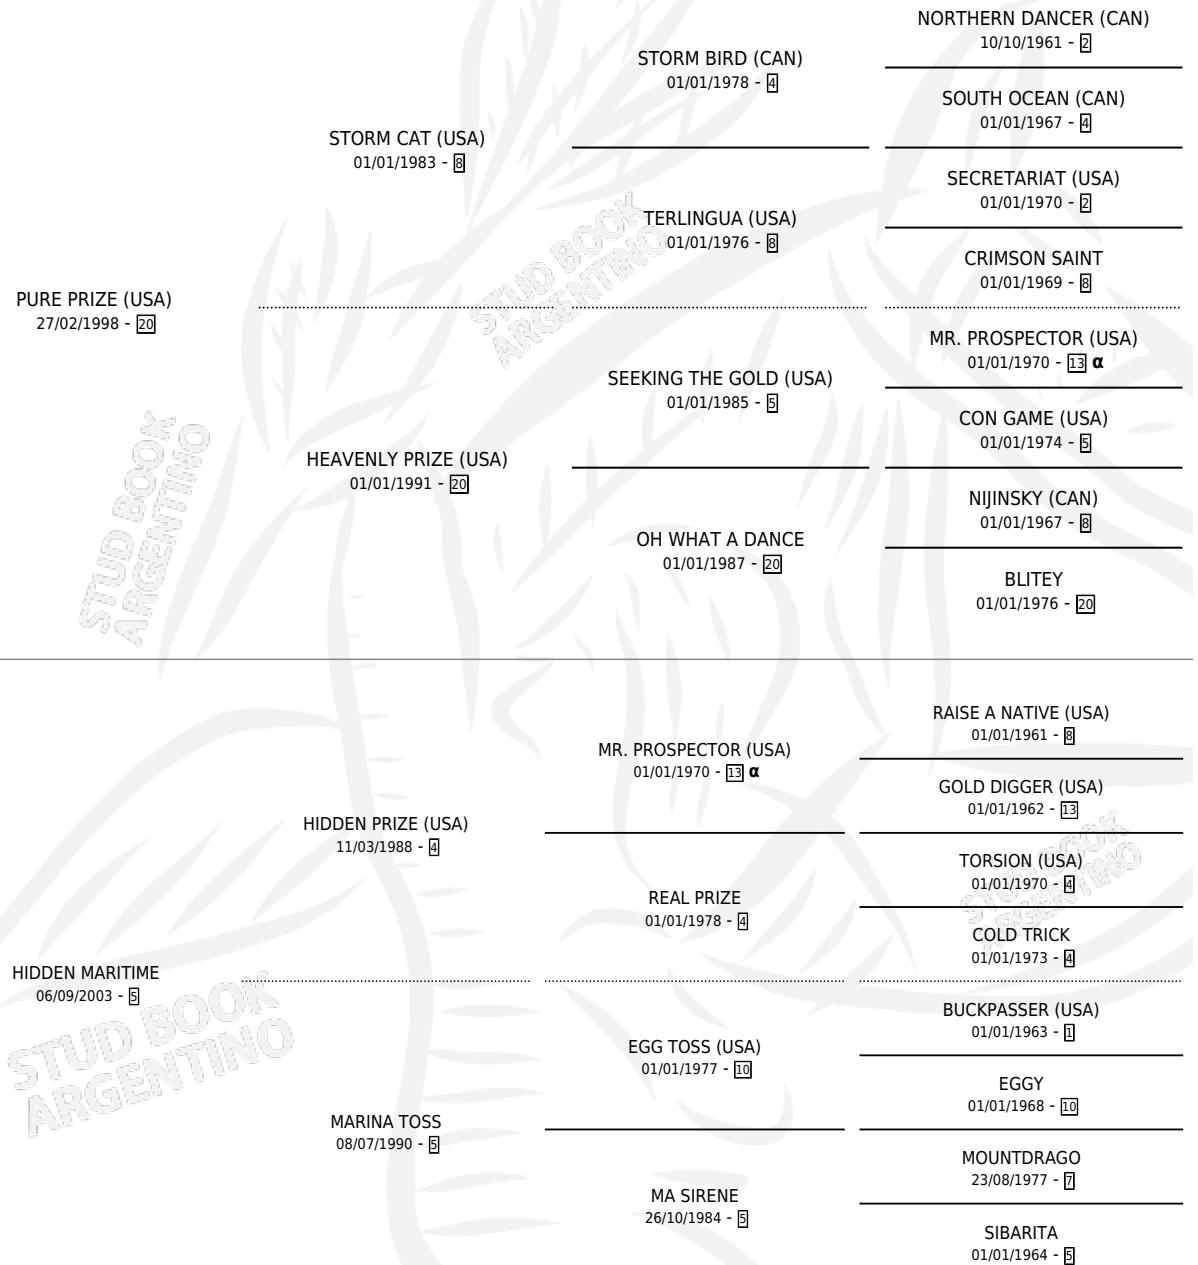 NORTHERN DANCER (CAN)
10/10/1961 - 2
STORM BIRD (CAN)
01/01/1978 - 4
SOUTH OCEAN (CAN)
01/01/1967 - 4
STORM CAT (USA)
01/01/1983 - 8
SECRETARIAT (USA)
01/01/1970 - 2
TERLINGUA (USA)
01/01/1976 - 8
CRIMSON SAINT
01/01/1969 - 8
STUD BOOK
ARGENTINO
PURE PRIZE (USA)
27/02/1998 - 20
MR. PROSPECTOR (USA)
01/01/1970 - 13 α
SEEKING THE GOLD (USA)
01/01/1985 - 5
CON GAME (USA)
01/01/1974 - 5
HEAVENLY PRIZE (USA)
01/01/1991 - 20
NIJINSKY (CAN)
01/01/1967 - 8
OH WHAT A DANCE
01/01/1987 - 20
BLITEY
01/01/1976 - 20
STUD BOOK
ARGENTINO
RAISE A NATIVE (USA)
01/01/1961 - 8
MR. PROSPECTOR (USA)
01/01/1970 - 13 α
GOLD DIGGER (USA)
01/01/1962 - 13
HIDDEN PRIZE (USA)
11/03/1988 - 4
TORSION (USA)
01/01/1970 - 4
REAL PRIZE
01/01/1978 - 4
COLD TRICK
01/01/1973 - 4
STUD BOOK
ARGENTINO
HIDDEN MARITIME
06/09/2003 - 5
BUCKPASSER (USA)
01/01/1963 - 1
EGG TOSS (USA)
01/01/1977 - 10
EGGY
01/01/1968 - 10
MARINA TOSS
08/07/1990 - 5
MOUNTDRAGO
23/08/1977 - 7
MA SIRENE
26/10/1984 - 5
SIBARITA
01/01/1964 - 5
STUD BOOK
ARGENTINO